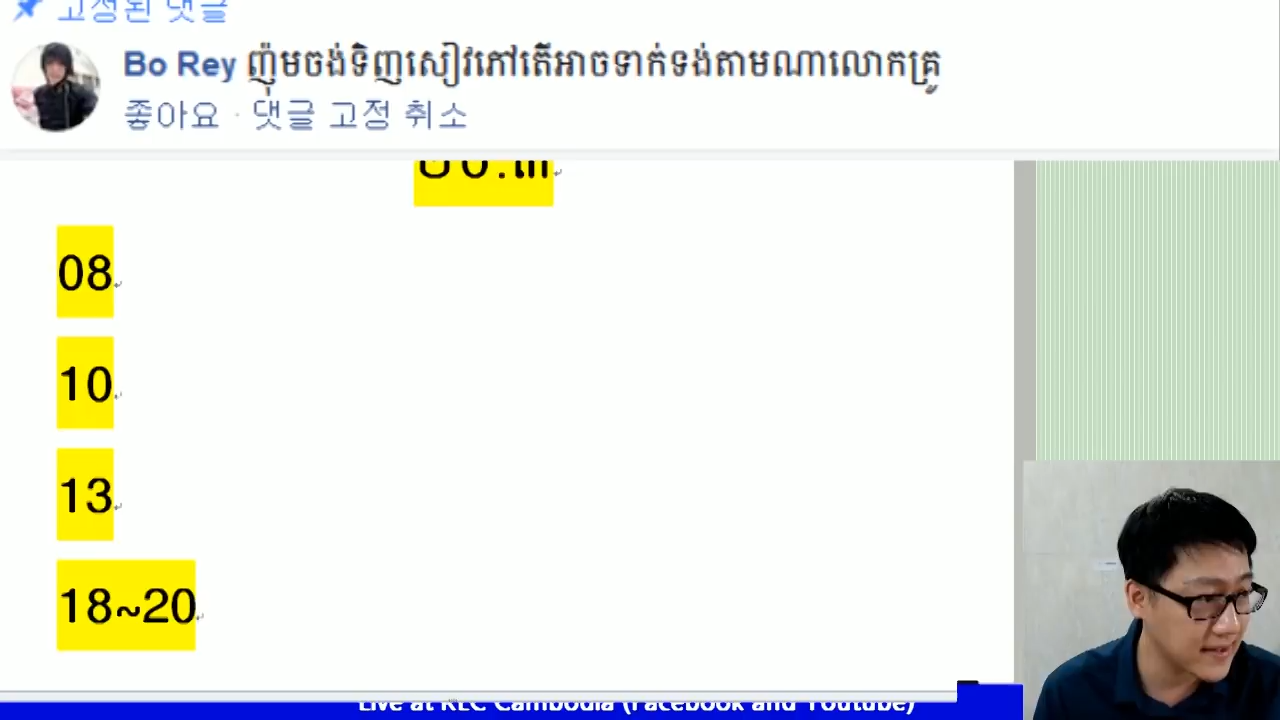 고정된 댓글
Bo Rey ញ៉ុមចង់ទិញសៀវភៅតើអាចទាក់ទង់តាមណាលោកគ្រូ
좋아요 · 댓글 고정 취소
08
10
13
18~20
Live at KLC Cambodia (Facebook and Youtube)